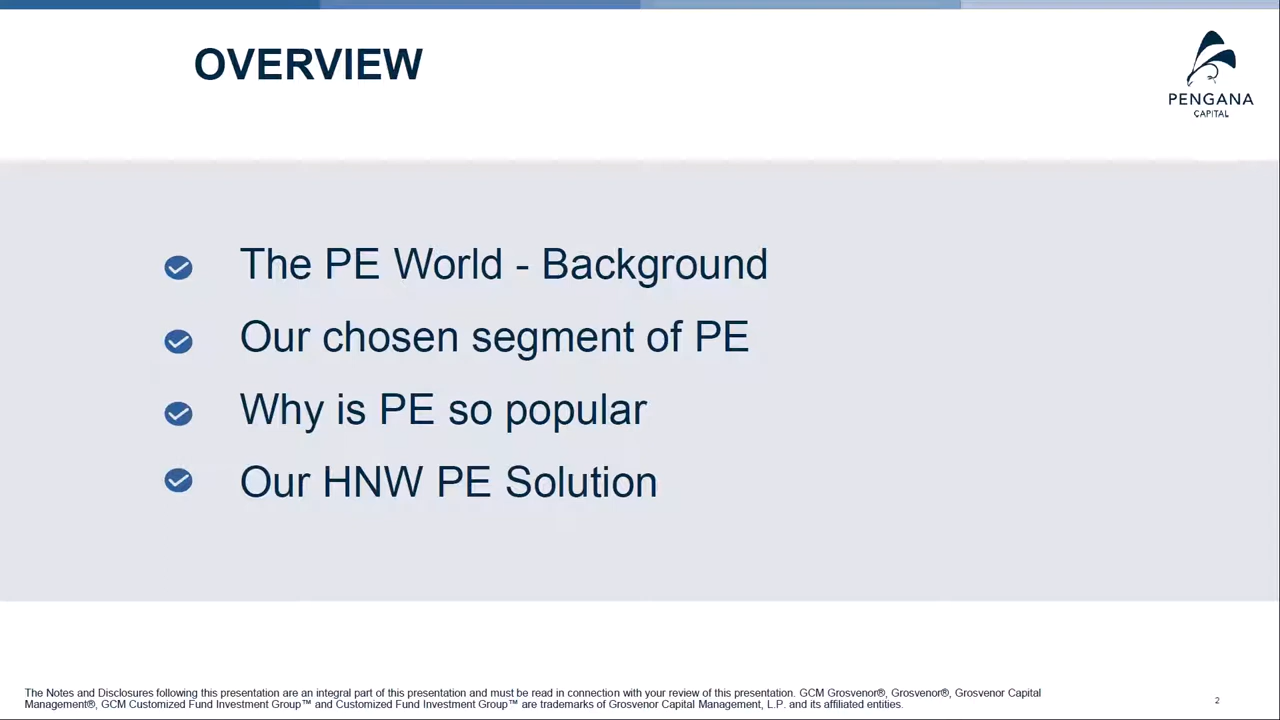 OVERVIEW
PENGANA
CAPITAL
The PE World - Background
Our chosen segment of PE
Why is PE so popular
Our HNW PE Solution
The Notes and Disclosures following this presentation are an integral part of this presentation and must be read in connection with your review of this presentation. GCM Grosvenor®, Grosvenor®, Grosvenor Capital
Management®, GCM Customized Fund Investment Group™ and Customized Fund Investment Group™ are trademarks of Grosvenor Capital Management, L.P. and its affiliated entities.
2